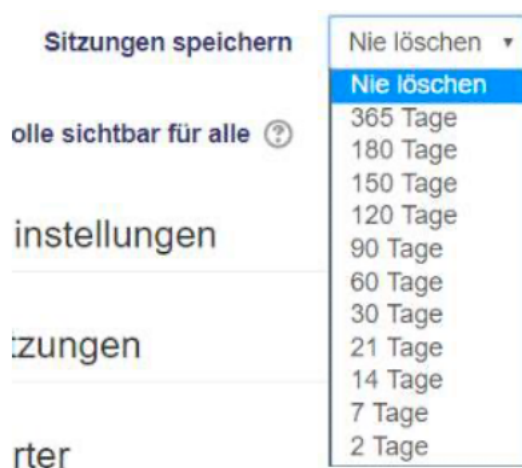 Sitzungen speichern
Nie löschen
Nie löschen
365 Tage
olle sichtbar für alle ?
180 Tage
150 Tage
120 Tage
instellungen
90 Tage
60 Tage
30 Tage
tzungen
21 Tage
14 Tage
7 Tage
rter
2 Tage